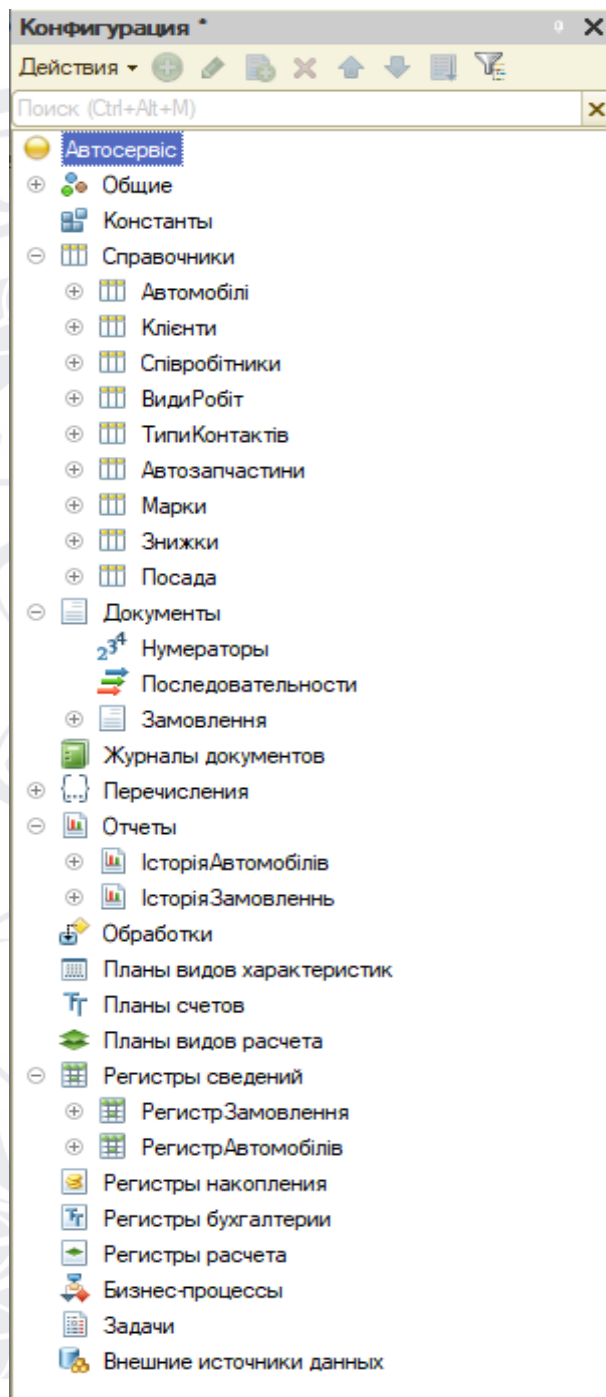 Конфигурация *
Действия
Поиск (Ctrl+Alt+M)
Автосервіс
Общие
Константы
Справочники
Автомобілі
Клієнти
Співробітники
ВидиРобіт
ТипиКонтактів
Автозапчастини
Марки
Знижки
Посада
Документы
Нумераторы
Последовательности
Замовлення
Журналы документов
Перечисления
Отчеты
ІсторіяАвтомобілів
ІсторіяЗамовленнь
Обработки
Планы видов характеристик
Планы счетов
Планы видов расчета
Регистры сведений
РегистрЗамовлення
РегистрАвтомобілів
Регистры накопления
Регистры бухгалтерии
Регистры расчета
Бизнес-процессы
Задачи
Внешние источники данных